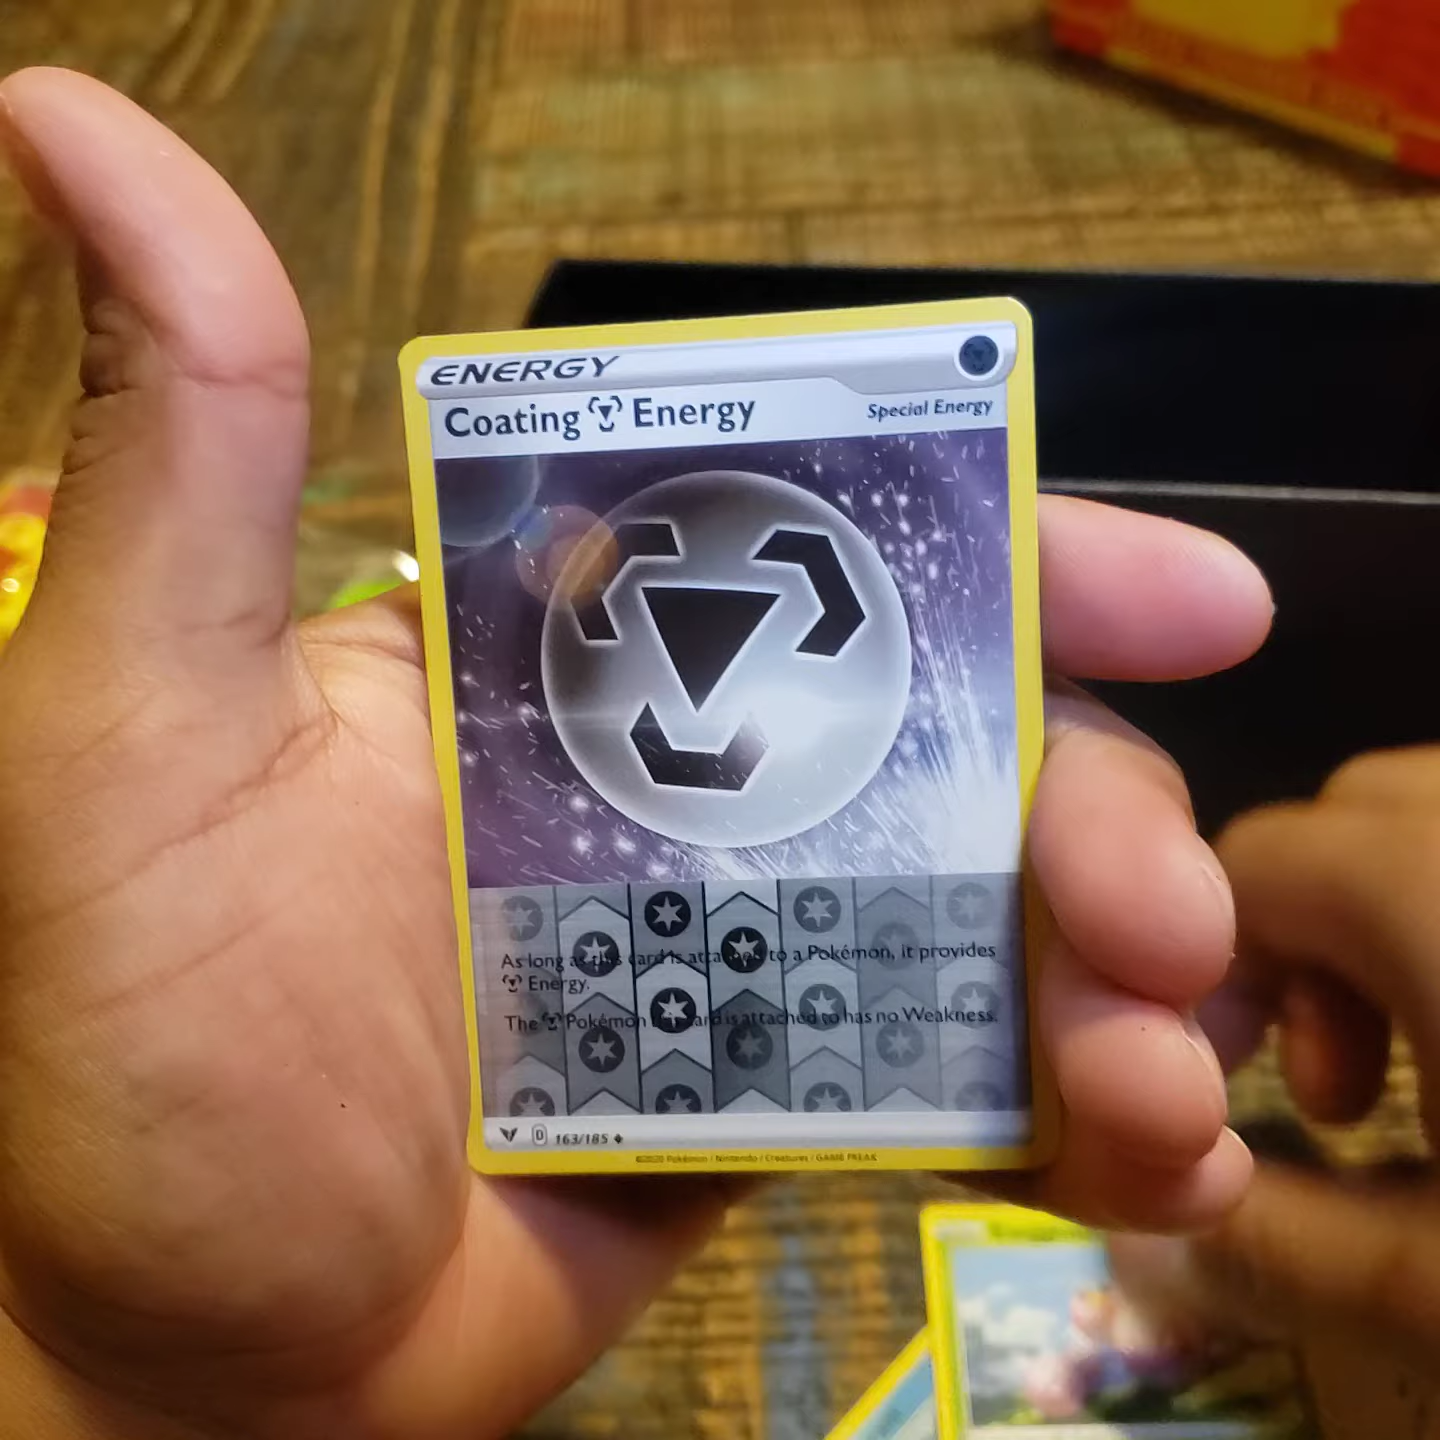 ENERGY
Coating Energy
Special Energy
As long as this card is attached to a Pokémon, it provides
Energy.
The Pokémon this card is attached to has no Weakness.
D 163/185
©2020 Pokémon / Nintendo / Creatures / GAME FREAK